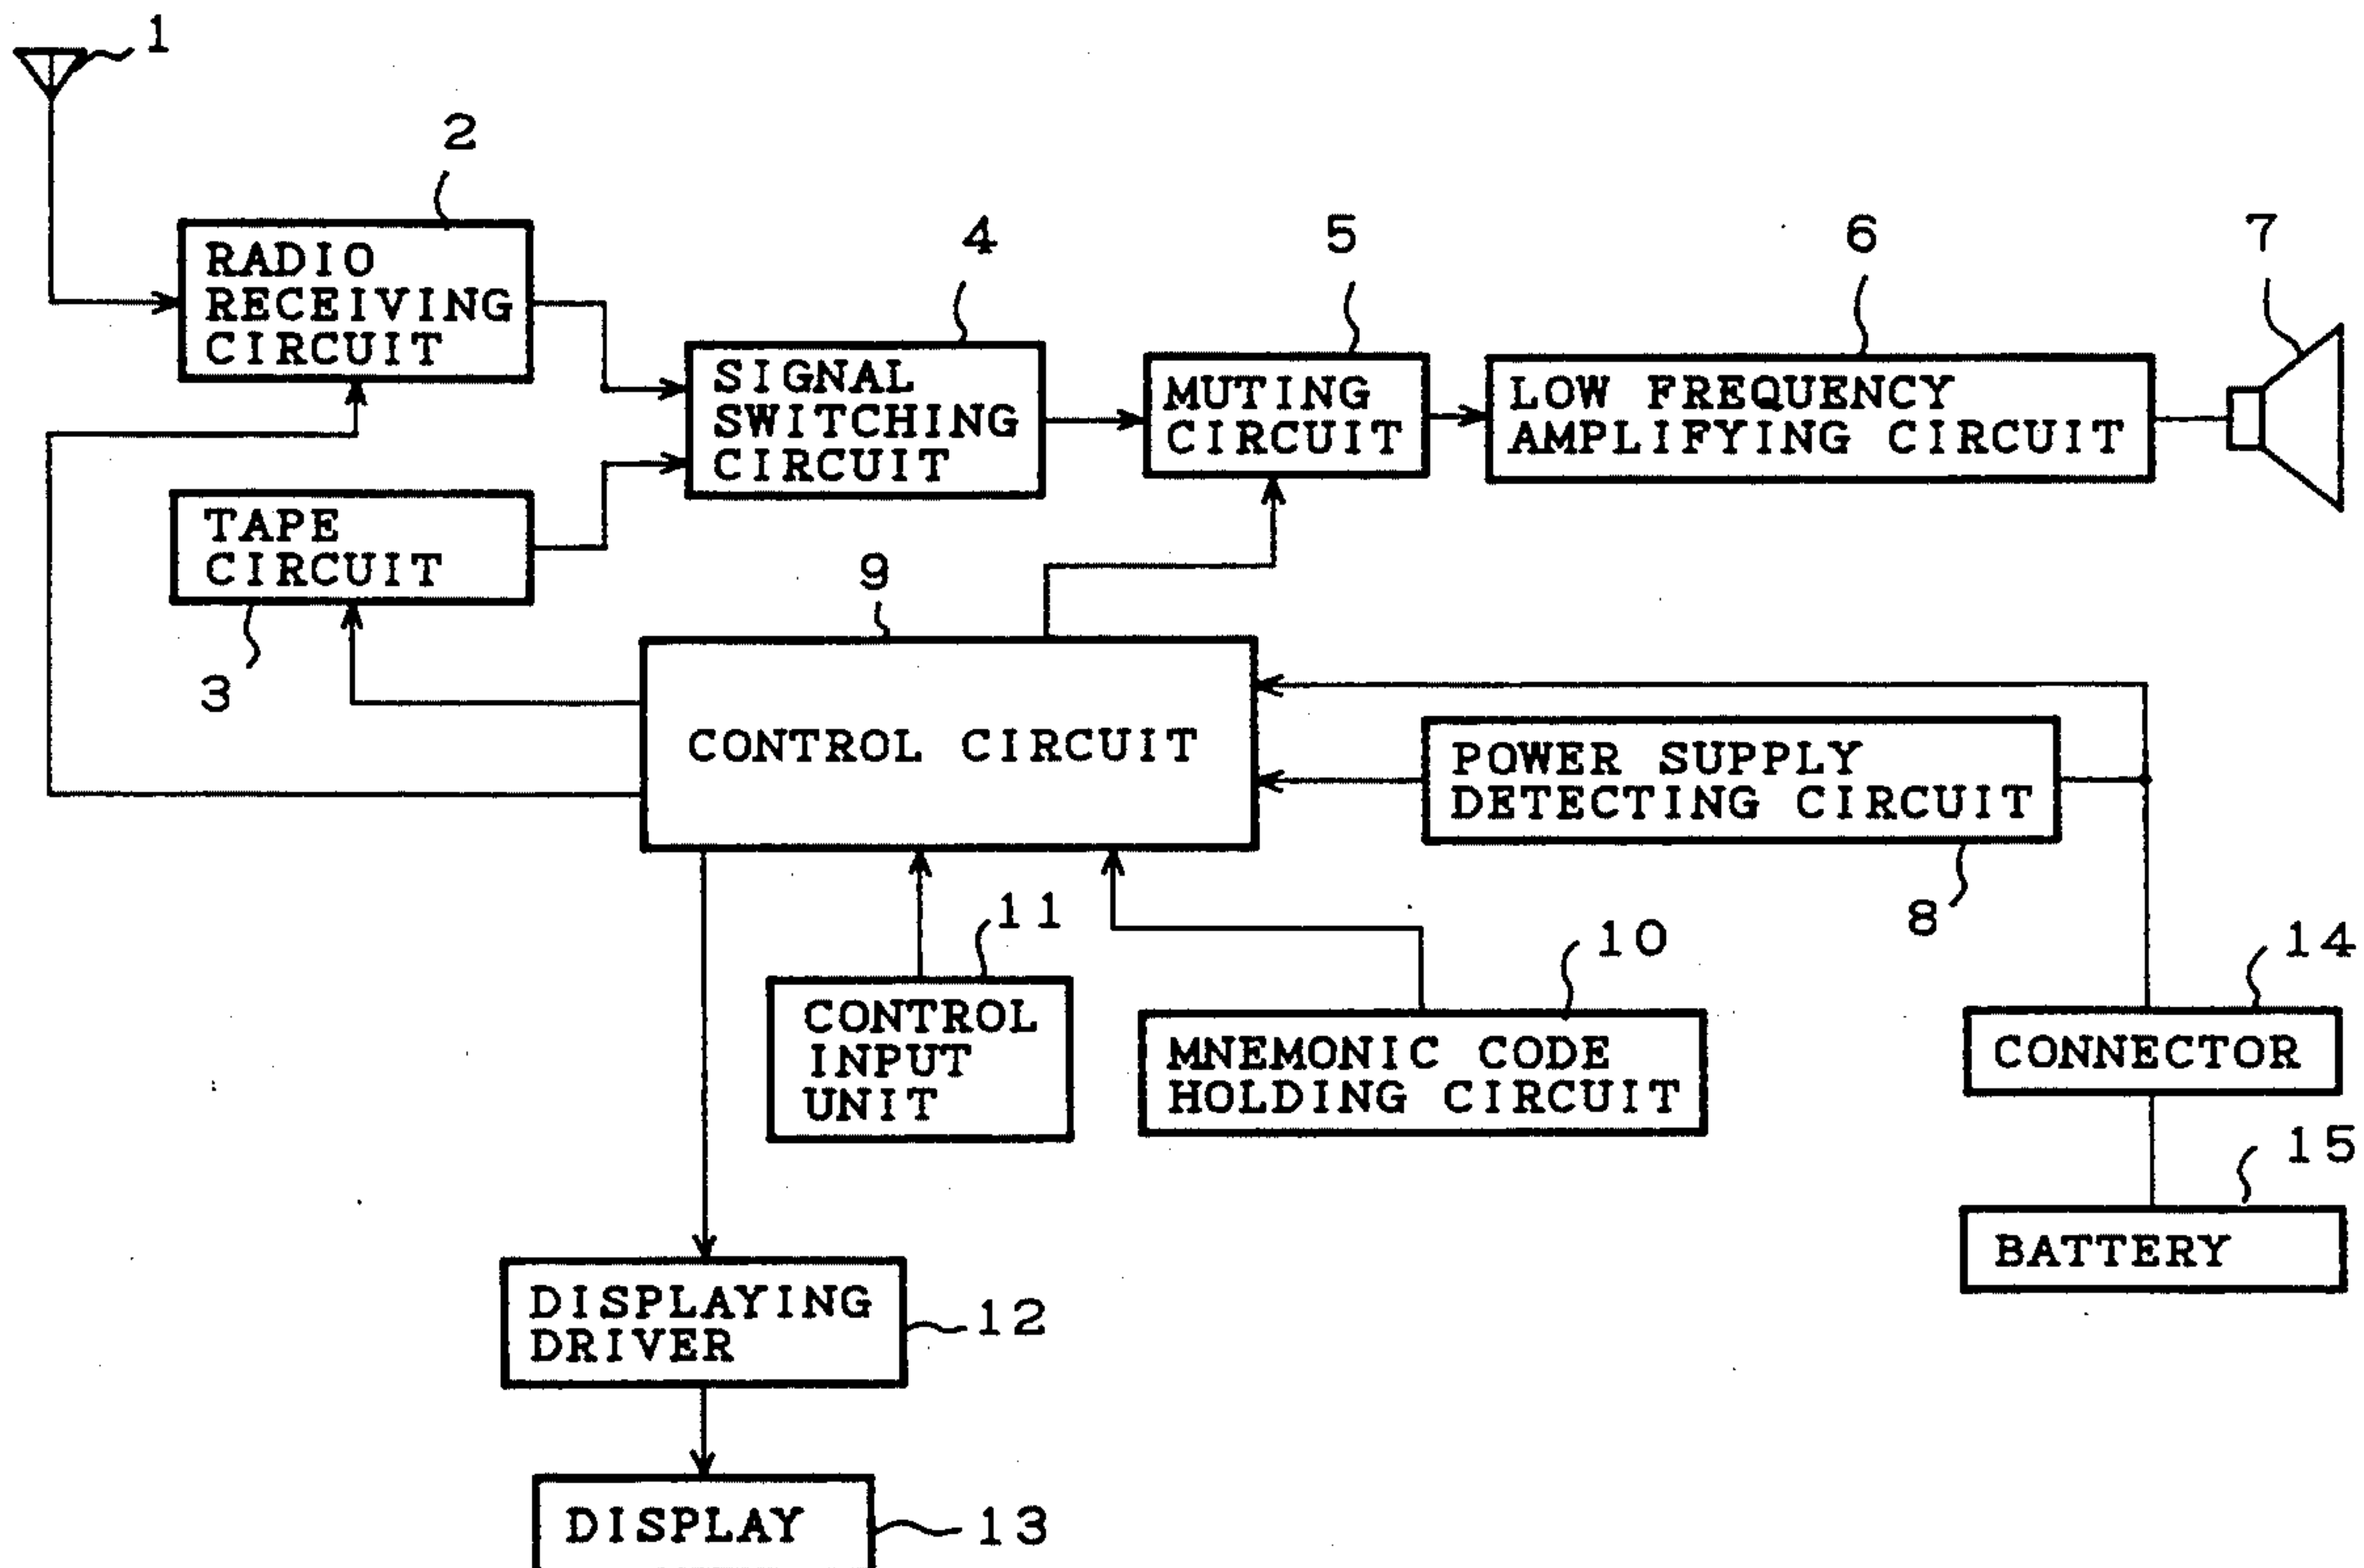 1
2
RADIO
RECEIVING
CIRCUIT
4
SIGNAL
SWITCHING
CIRCUIT
5
MUTING
CIRCUIT
6
LOW FREQUENCY
AMPLIFYING CIRCUIT
7
TAPE
CIRCUIT
3
9
CONTROL CIRCUIT
POWER SUPPLY
DETECTING CIRCUIT
8
11
CONTROL
INPUT
UNIT
10
MNEMONIC CODE
HOLDING CIRCUIT
14
CONNECTOR
15
BATTERY
DISPLAYING
DRIVER
12
DISPLAY
13